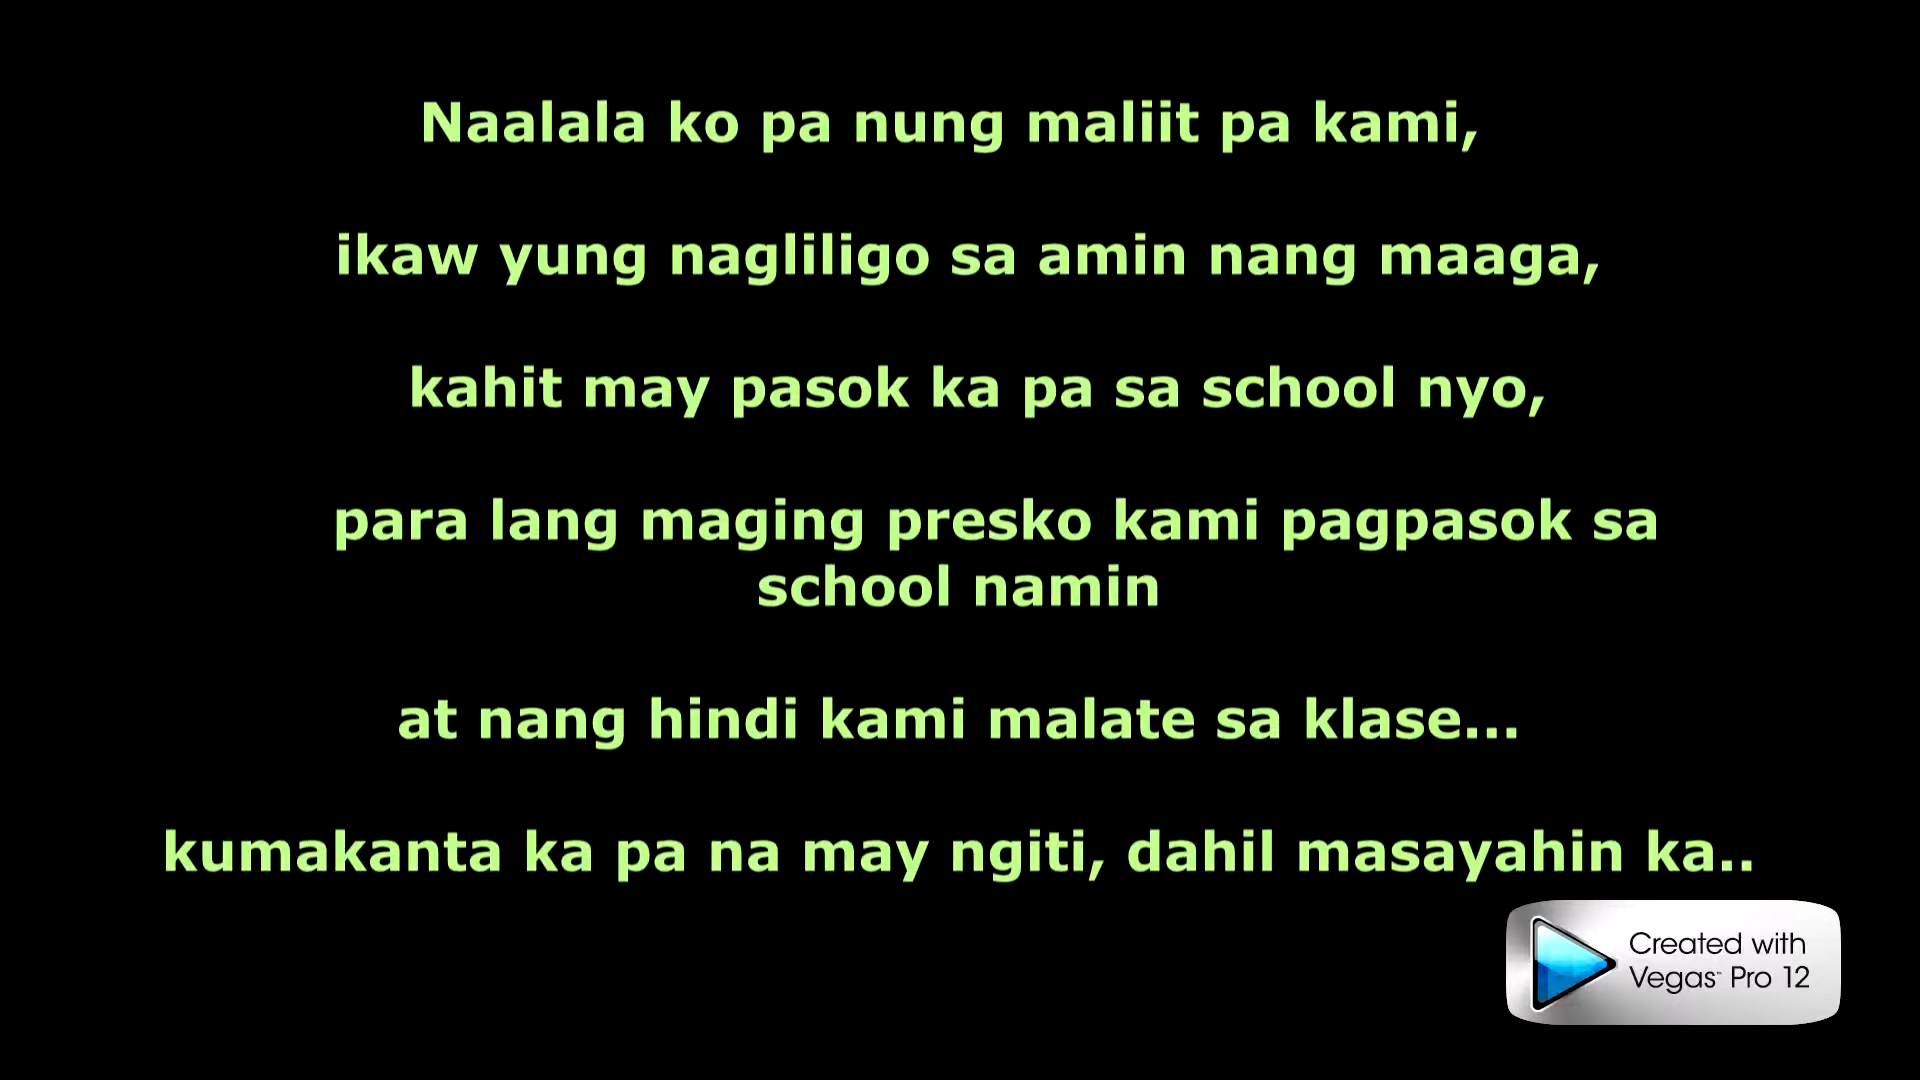 Naalala ko pa nung maliit pa kami,
ikaw yung nagliligo sa amin nang maaga,
kahit may pasok ka pa sa school nyo,
para lang maging presko kami pagpasok sa
school namin
at nang hindi kami malate sa klase...
kumakanta ka pa na may ngiti, dahil masayahin ka..
Created with
Vegas™ Pro 12